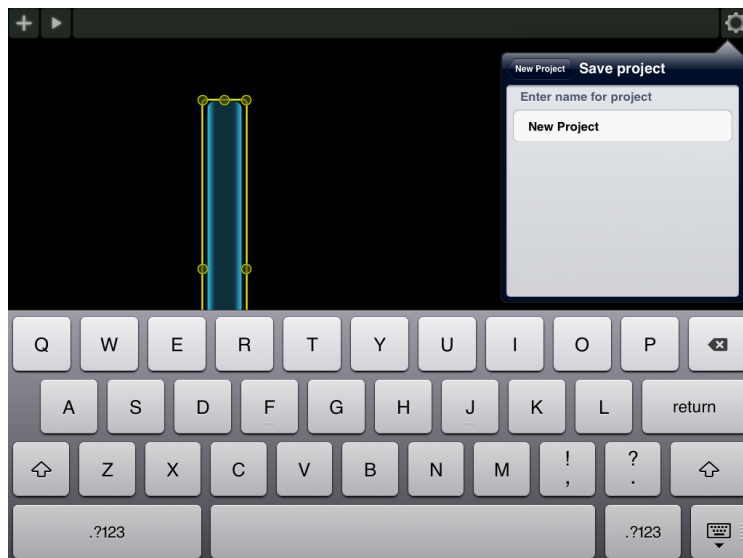 New Project Save project
Enter name for project
New Project
Q W E R T Y U I O P
A S D F G H J K L return
Z X C V B N M ! , ? .
.?123 .?123